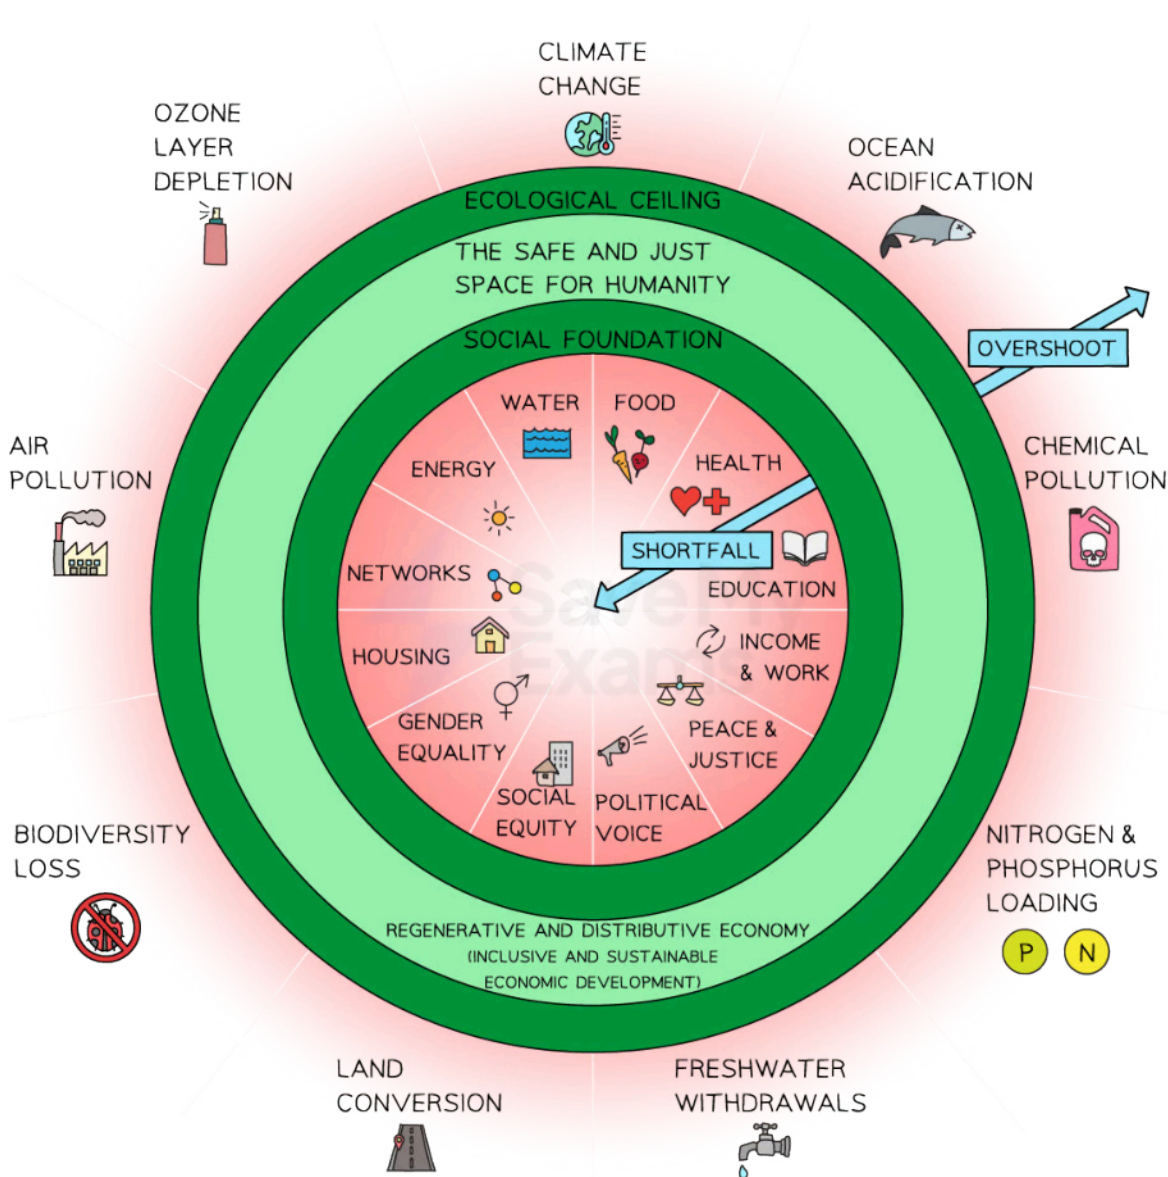 CLIMATE
CHANGE
OZONE
LAYER
DEPLETION
OCEAN
ACIDIFICATION
ECOLOGICAL CEILING
THE SAFE AND JUST
SPACE FOR HUMANITY
SOCIAL FOUNDATION
OVERSHOOT
AIR
POLLUTION
CHEMICAL
POLLUTION
WATER
FOOD
ENERGY
HEALTH
SHORTFALL
NETWORKS
EDUCATION
HOUSING
INCOME
& WORK
GENDER
EQUALITY
PEACE &
JUSTICE
SOCIAL
EQUITY
POLITICAL
VOICE
Save My
Exams
BIODIVERSITY
LOSS
NITROGEN &
PHOSPHORUS
LOADING
P N
REGENERATIVE AND DISTRIBUTIVE ECONOMY
(INCLUSIVE AND SUSTAINABLE
ECONOMIC DEVELOPMENT)
LAND
CONVERSION
FRESHWATER
WITHDRAWALS